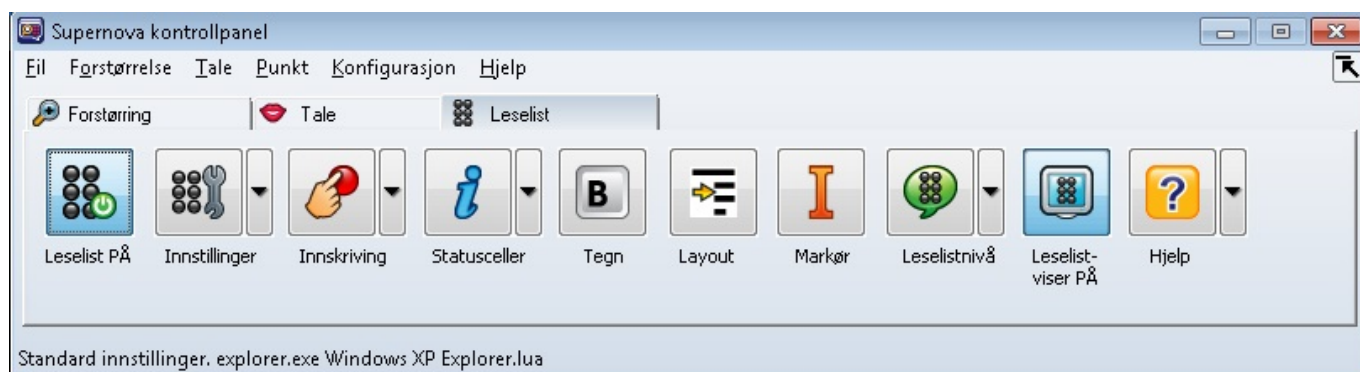 Supernova kontrollpanel
Fil Forstørrelse Tale Punkt Konfigurasjon Hjelp
Forstørring Tale Leselist
B ?
Leselist PÅ Innstillinger Innskriving Statusceller Tegn Layout Markør Leselistnivå Leselist- Hjelp
viser PÅ
Standard innstillinger. explorer.exe Windows XP Explorer.lua